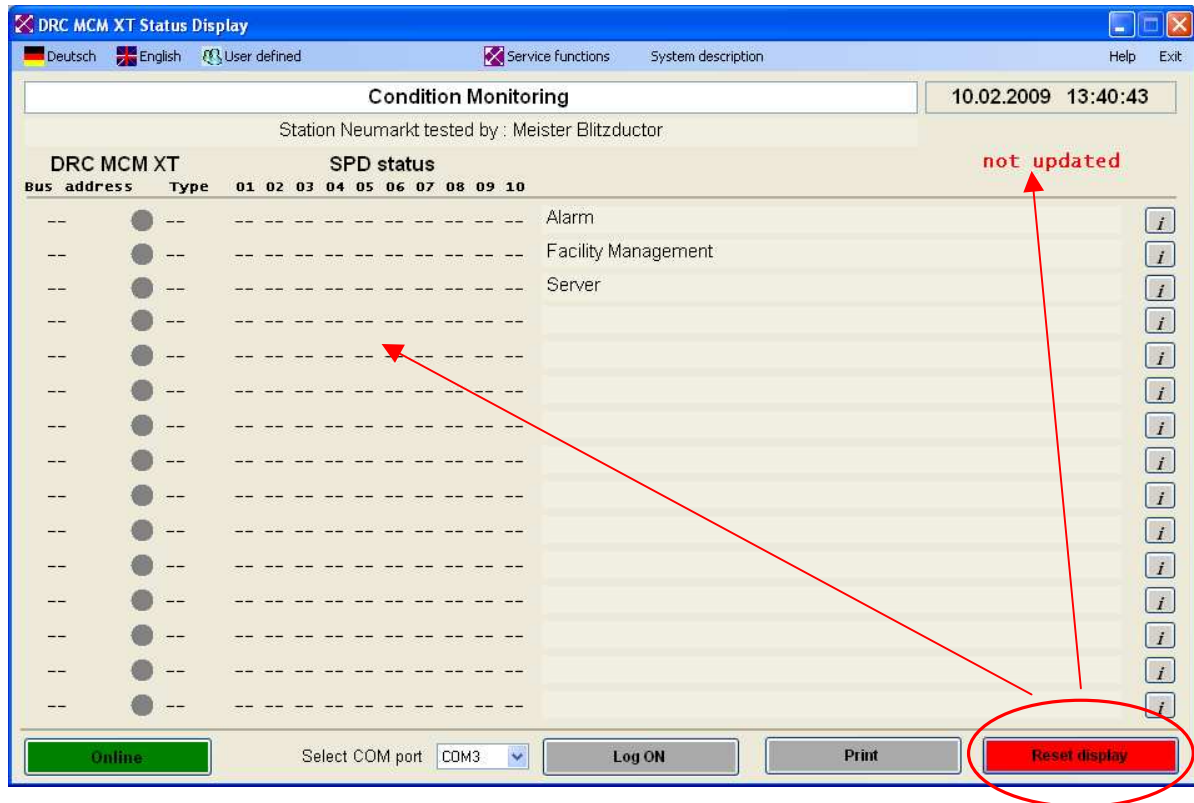 DRC MCM XT Status Display
Deutsch English User defined Service functions System description Help Exit
Condition Monitoring 10.02.2009 13:40:43
Station Neumarkt tested by : Meister Blitzductor
DRC MCM XT SPD status not updated
Bus address Type 01 02 03 04 05 06 07 08 09 10
-- -- -- -- -- -- -- -- -- -- -- -- Alarm i
-- -- -- -- -- -- -- -- -- -- -- -- Facility Management i
-- -- -- -- -- -- -- -- -- -- -- -- Server i
-- -- -- -- -- -- -- -- -- -- -- -- i
-- -- -- -- -- -- -- -- -- -- -- -- i
-- -- -- -- -- -- -- -- -- -- -- -- i
-- -- -- -- -- -- -- -- -- -- -- -- i
-- -- -- -- -- -- -- -- -- -- -- -- i
-- -- -- -- -- -- -- -- -- -- -- -- i
-- -- -- -- -- -- -- -- -- -- -- -- i
-- -- -- -- -- -- -- -- -- -- -- -- i
-- -- -- -- -- -- -- -- -- -- -- -- i
-- -- -- -- -- -- -- -- -- -- -- -- i
-- -- -- -- -- -- -- -- -- -- -- -- i
-- -- -- -- -- -- -- -- -- -- -- -- i
Online Select COM port COM3 Log ON Print Reset display